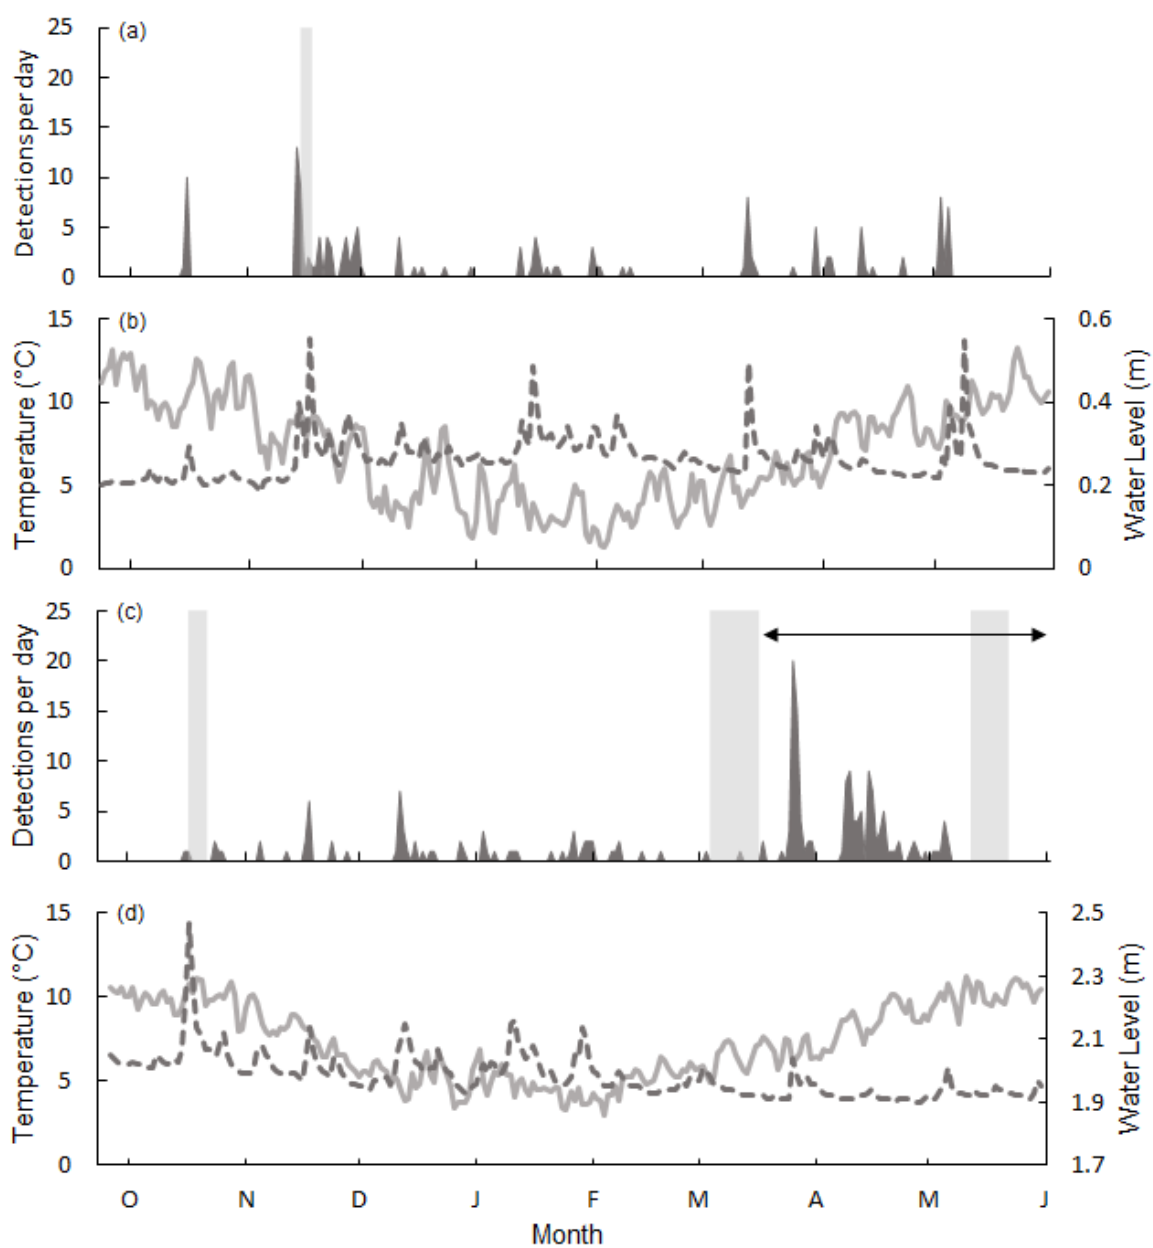 (a)
Detections per day
25
20
15
10
5
0
(b)
Temperature (°C)
15
10
5
0
0.6
0.4
0.2
0
Water Level (m)
(c)
Detections per day
25
20
15
10
5
0
(d)
Temperature (°C)
15
10
5
0
2.5
2.3
2.1
1.9
1.7
Water Level (m)
O N D J F M A M J
Month